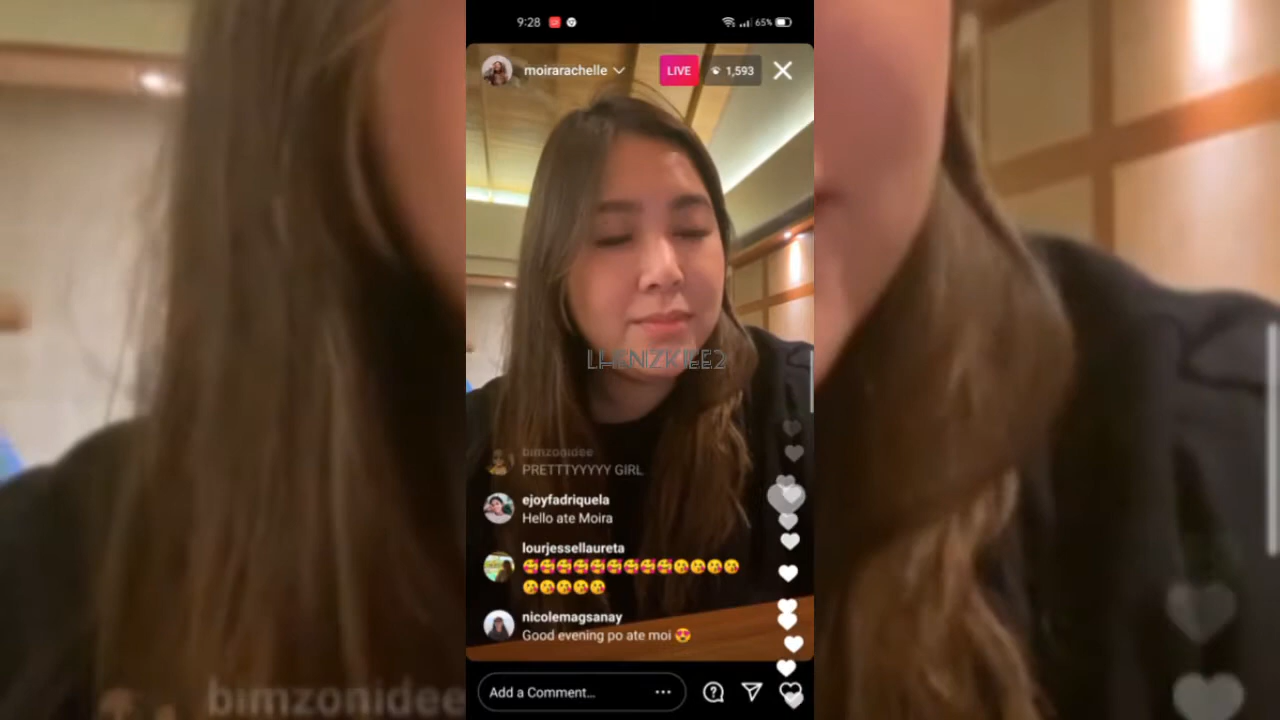 9:28
65%
moirarachelle
LIVE
1,593
LHENZKIEE2
bimzonidee
PRETTTYYYYY GIRL
ejoyfadriquela
Hello ate Moira
lourjessellaureta
🥰🥰🥰🥰🥰🥰🥰🥰🥰😘😘😘😘
😘😘😘😘😘
nicolemagsanay
Good evening po ate moi 😍
Add a Comment...
bimzonidee